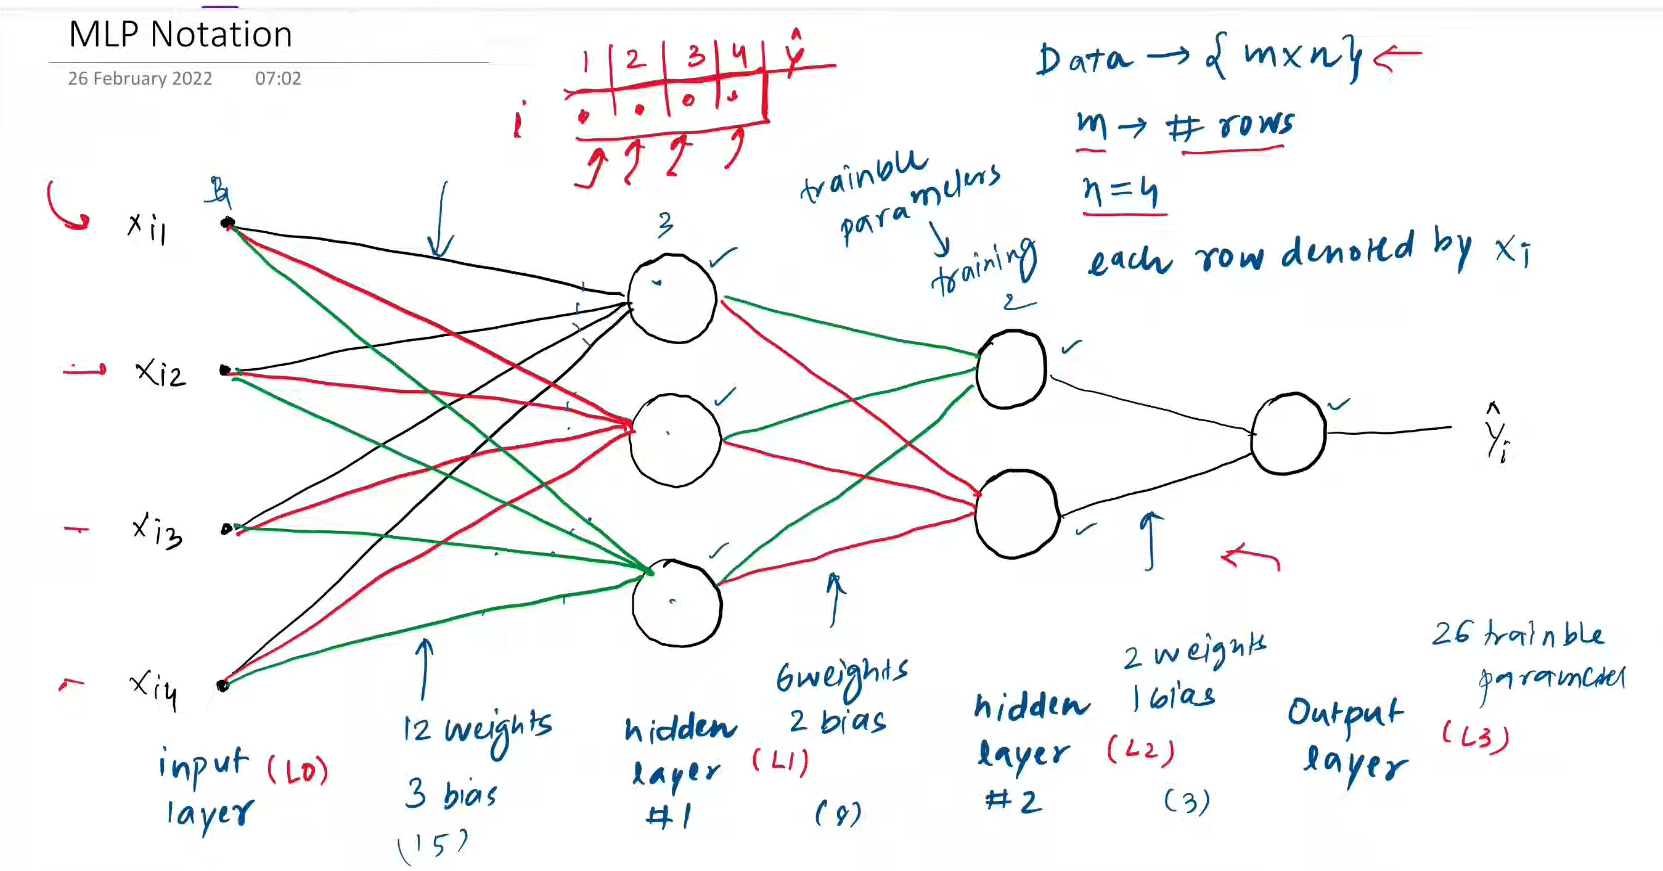 MLP Notation
26 February 2022 07:02
1 2 3 4 ŷ
i
Data → { m x n } ←
m → # rows
n = 4
each row denoted by xi
trainble
parameters
↓
training
3
2
xi1
xi2
xi3
xi4
ŷi
12 weights
3 bias
(15)
6 weights
2 bias
(8)
2 weights
1 bias
(3)
26 trainble
input (L0)
layer
hidden
layer (L1)
#1
hidden
layer (L2)
#2
Output
layer (L3)